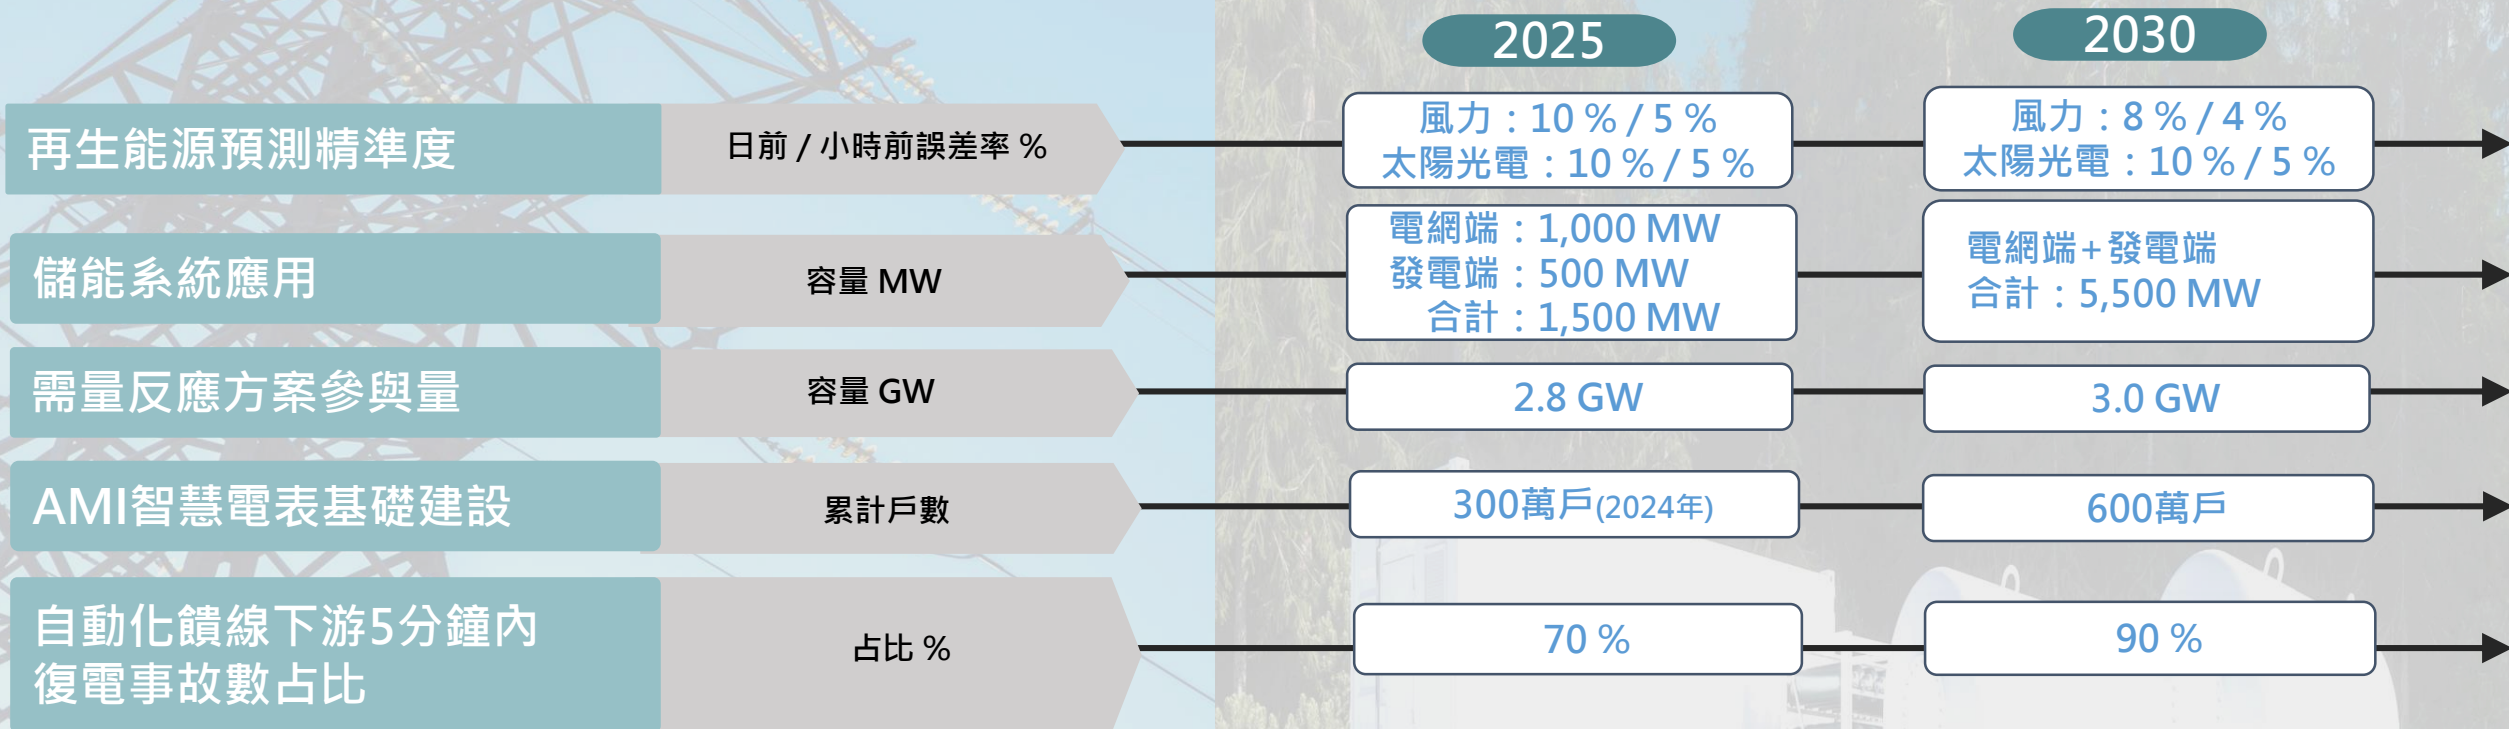 2025
2030
再生能源預測精準度
日前 / 小時前誤差率 %
風力：10 % / 5 %
太陽光電：10 % / 5 %
風力：8 % / 4 %
太陽光電：10 % / 5 %
儲能系統應用
容量 MW
電網端：1,000 MW
發電端：500 MW
合計：1,500 MW
電網端+發電端
合計：5,500 MW
需量反應方案參與量
容量 GW
2.8 GW
3.0 GW
AMI智慧電表基礎建設
累計戶數
300萬戶(2024年)
600萬戶
自動化饋線下游5分鐘內
復電事故數占比
占比 %
70 %
90 %